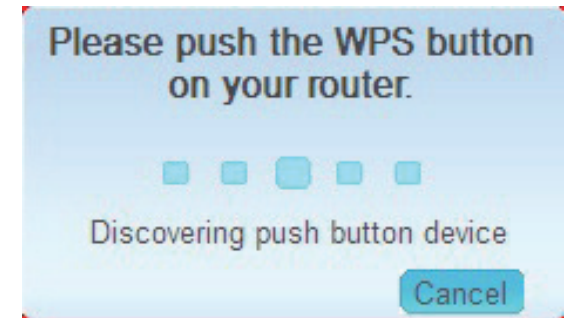 Please push the WPS button
on your router.
Discovering push button device
Cancel